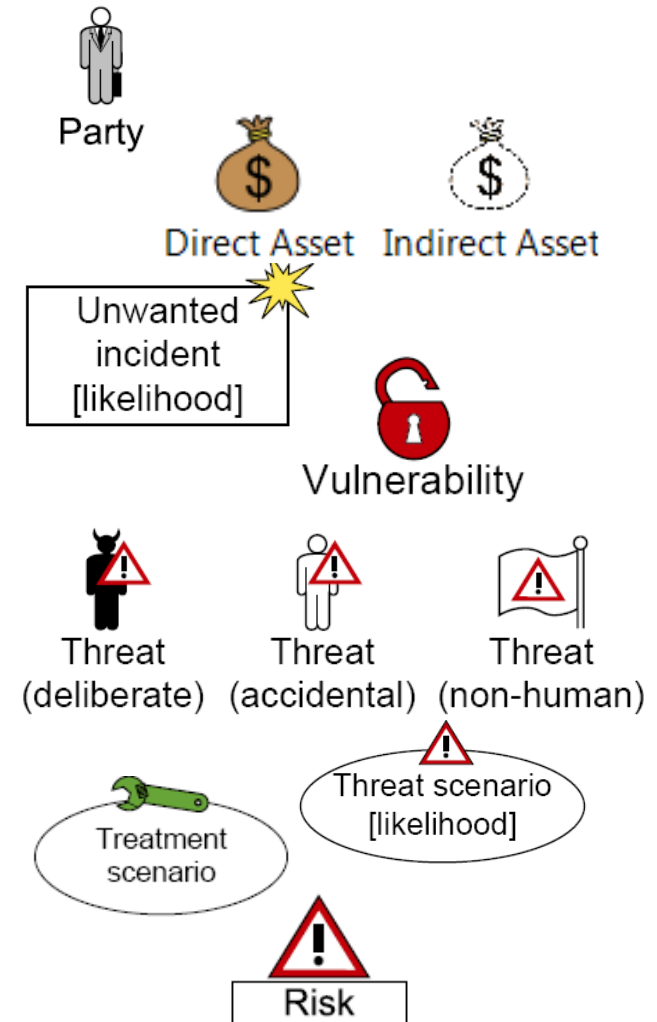 Party
$
$
Direct Asset
Indirect Asset
Unwanted
incident
[likelihood]
Vulnerability
Threat
(deliberate)
Threat
(accidental)
Threat
(non-human)
Threat scenario
[likelihood]
Treatment
scenario
Risk